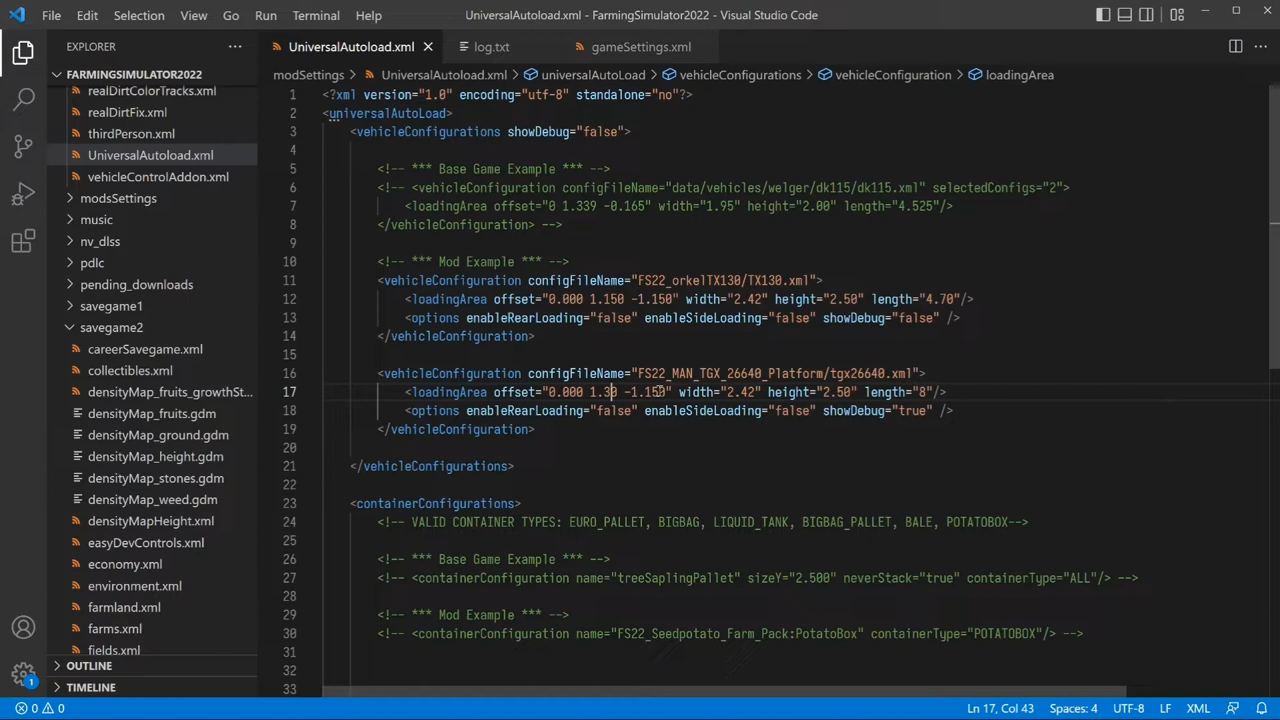 File Edit Selection View Go Run Terminal Help UniversalAutoload.xml - FarmingSimulator2022 - Visual Studio Code
EXPLORER
FARMINGSIMULATOR2022
realDirtColorTracks.xml
realDirtFix.xml
thirdPerson.xml
UniversalAutoload.xml
vehicleControlAddon.xml
modsSettings
music
nv_dlss
pdlc
pending_downloads
savegame1
savegame2
careerSavegame.xml
collectibles.xml
densityMap_fruits_growthSt...
densityMap_fruits.gdm
densityMap_ground.gdm
densityMap_height.gdm
densityMap_stones.gdm
densityMap_weed.gdm
densityMapHeight.xml
easyDevControls.xml
economy.xml
environment.xml
farmland.xml
farms.xml
fields.xml
OUTLINE
TIMELINE
UniversalAutoload.xml log.txt gameSettings.xml
modSettings > UniversalAutoload.xml > universalAutoLoad > vehicleConfigurations > vehicleConfiguration > loadingArea
1 <?xml version="1.0" encoding="utf-8" standalone="no"?>
2 <universalAutoLoad>
3 <vehicleConfigurations showDebug="false">
4
5 <!-- *** Base Game Example *** -->
6 <!-- <vehicleConfiguration configFileName="data/vehicles/welger/dk115/dk115.xml" selectedConfigs="2">
7 <loadingArea offset="0 1.339 -0.165" width="1.95" height="2.00" length="4.525"/>
8 </vehicleConfiguration> -->
9
10 <!-- *** Mod Example *** -->
11 <vehicleConfiguration configFileName="FS22_orkelTX130/TX130.xml">
12 <loadingArea offset="0.000 1.150 -1.150" width="2.42" height="2.50" length="4.70"/>
13 <options enableRearLoading="false" enableSideLoading="false" showDebug="false" />
14 </vehicleConfiguration>
15
16 <vehicleConfiguration configFileName="FS22_MAN_TGX_26640_Platform/tgx26640.xml">
17 <loadingArea offset="0.000 1.30 -1.150" width="2.42" height="2.50" length="8"/>
18 <options enableRearLoading="false" enableSideLoading="false" showDebug="true" />
19 </vehicleConfiguration>
20
21 </vehicleConfigurations>
22
23 <containerConfigurations>
24 <!-- VALID CONTAINER TYPES: EURO_PALLET, BIGBAG, LIQUID_TANK, BIGBAG_PALLET, BALE, POTATOBOX-->
25
26 <!-- *** Base Game Example *** -->
27 <!-- <containerConfiguration name="treeSaplingPallet" sizeY="2.500" neverStack="true" containerType="ALL"/> -->
28
29 <!-- *** Mod Example *** -->
30 <!-- <containerConfiguration name="FS22_Seedpotato_Farm_Pack:PotatoBox" containerType="POTATOBOX"/> -->
31
32
33
1
0 0 Ln 17, Col 43 Spaces: 4 UTF-8 LF XML